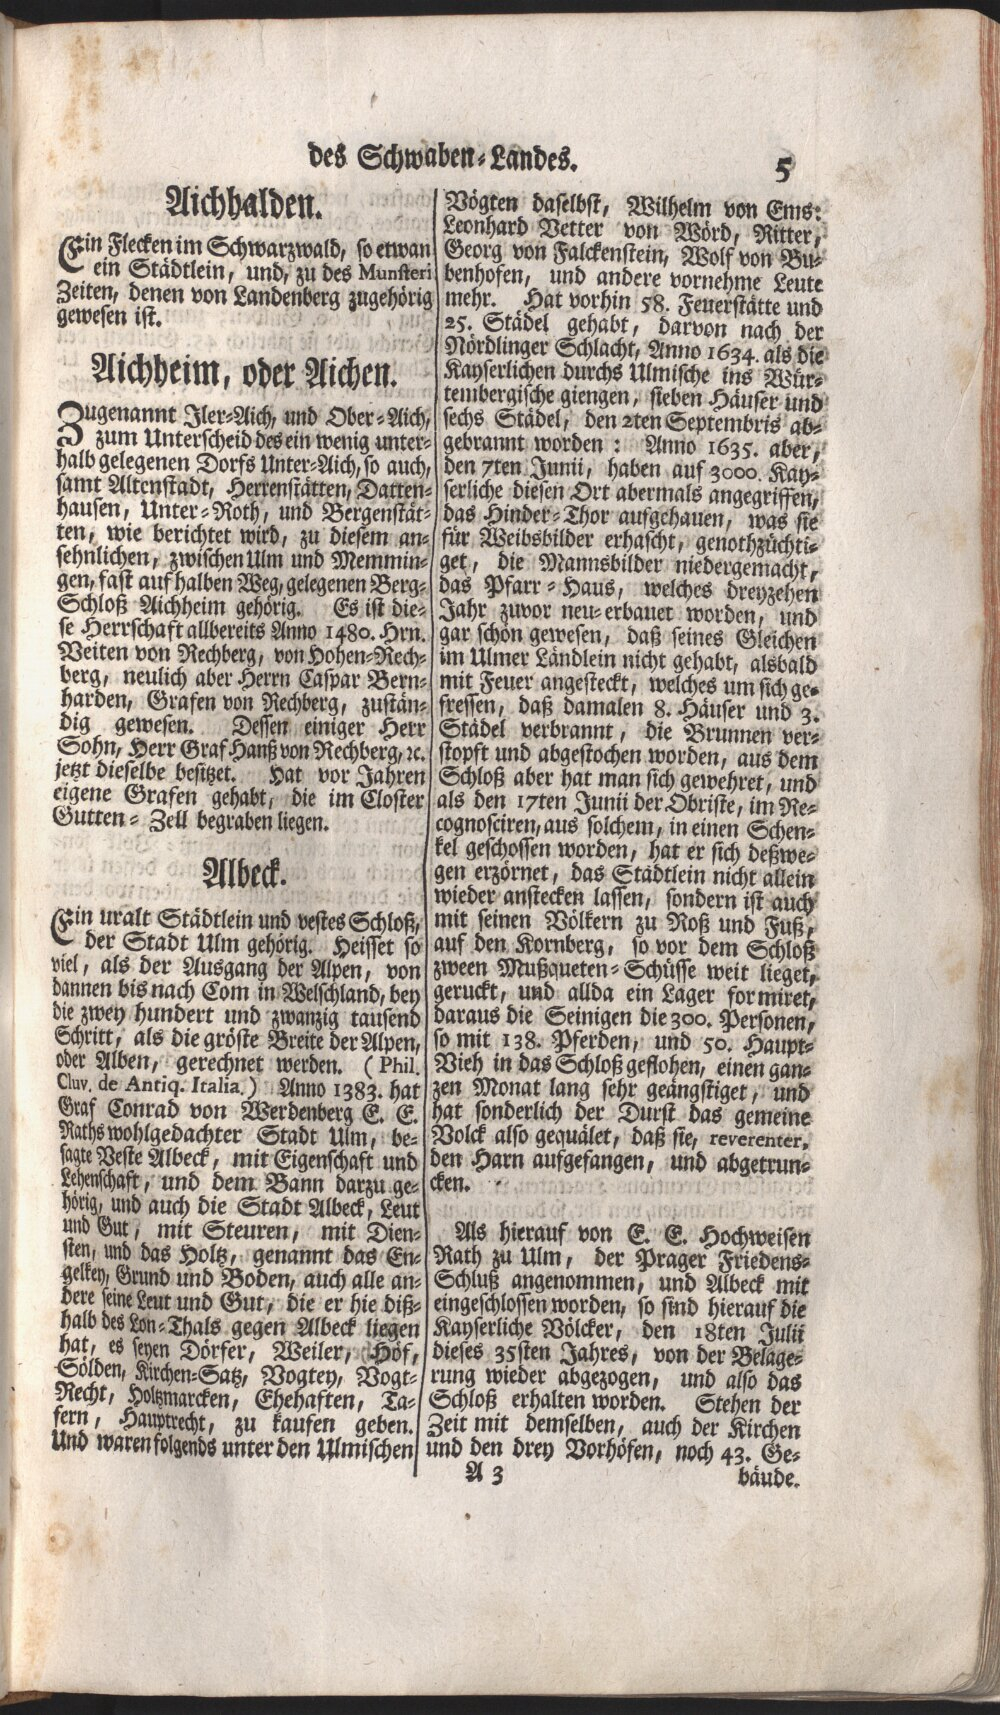 des Schwaben-Landes. 5
Aichhalden.
Ein Flecken im Schwarzwald, so etwan
ein Städtlein, und, zu des Munsteri
Zeiten, denen von Landenberg zugehörig
gewesen ist.
Aichheim, oder Aichen.
Zugenannt Jler-Aich, und Ober-Aich,
zum Unterscheid des ein wenig unter-
halb gelegenen Dorfs Unter-Aich, so auch,
samt Altenstadt, Herrenstätten, Datten-
hausen, Unter-Roth, und Bergenstät-
ten, wie berichtet wird, zu diesem an-
sehnlichen, zwischen Ulm und Memmin-
gen, fast auf halben Weg, gelegenen Berg-
Schloß Aichheim gehörig. Es ist die-
se Herrschaft allbereits Anno 1480. Hrn.
Veiten von Rechberg, von Hohen-Rech-
berg, neulich aber Herrn Caspar Bern-
harden, Grafen von Rechberg, zustän-
dig gewesen. Dessen einiger Herr
Sohn, Herr Graf Hanß von Rechberg, ꝛc.
jetzt dieselbe besitzet. Hat vor Jahren
eigene Grafen gehabt, die im Closter
Gutten-Zell begraben liegen.
Albeck.
Ein uralt Städtlein und vestes Schloß,
der Stadt Ulm gehörig. Heisset so
viel, als der Ausgang der Alpen, von
dannen bis nach Com in Welschland, bey
die zwey hundert und zwanzig tausend
Schritt, als die gröste Breite der Alpen,
oder Alben, gerechnet werden. (Phil.
Cluv. de Antiq. Italia.) Anno 1383. hat
Graf Conrad von Werdenberg E. E.
Raths wohlgedachter Stadt Ulm, be-
sagte Veste Albeck, mit Eigenschaft und
Lehenschaft, und dem Bann darzu ge-
hörig, und auch die Stadt Albeck, Leut
und Gut, mit Steuren, mit Dien-
sten, und das Holtz, genannt das En-
gelkey, Grund und Boden, auch alle an-
dere seine Leut und Gut, die er hie diß-
halb des Lon-Thals gegen Albeck liegen
hat, es seyen Dörfer, Weiler, Höf,
Sölden, Kirchen-Satz, Vogtey, Vogt-
Recht, Holtzmarcken, Ehehaften, Ta-
fern, Hauptrecht, zu kaufen geben.
Und waren folgends unter den Ulmischen
Vögten daselbst, Wilhelm von Ems:
Leonhard Vetter von Wörd, Ritter,
Georg von Falckenstein, Wolf von Bu-
benhofen, und andere vornehme Leute
mehr. Hat vorhin 58. Feuerstätte und
25. Städel gehabt, darvon nach der
Nördlinger Schlacht, Anno 1634. als die
Kayserlichen durchs Ulmische ins Wür-
tembergische giengen, sieben Häuser und
sechs Städel, den 2ten Septembris ab-
gebrannt worden: Anno 1635. aber,
den 7ten Junii, haben auf 3000. Kay-
serliche diesen Ort abermals angegriffen,
das Hinder-Thor aufgehauen, was sie
für Weibsbilder erhascht, genothzüchti-
get, die Mannsbilder niedergemacht,
das Pfarr-Haus, welches dreyzehen
Jahr zuvor neu-erbauet worden, und
gar schön gewesen, daß seines Gleichen
im Ulmer Ländlein nicht gehabt, alsbald
mit Feuer angesteckt, welches um sich ge-
fressen, daß damalen 8. Häuser und 3.
Städel verbrannt, die Brunnen ver-
stopft und abgestochen worden, aus dem
Schloß aber hat man sich gewehret, und
als den 17ten Junii der Obriste, im Re-
cognosciren, aus solchem, in einen Schen-
kel geschossen worden, hat er sich deßwe-
gen erzörnet, das Städtlein nicht allein
wieder anstecken lassen, sondern ist auch
mit seinen Völkern zu Roß und Fuß,
auf den Kornberg, so vor dem Schloß
zween Mußqueten-Schüsse weit lieget,
geruckt, und allda ein Lager formiret,
daraus die Seinigen die 300. Personen,
so mit 138. Pferden, und 50. Haupt-
Vieh in das Schloß geflohen, einen gan-
zen Monat lang sehr geängstiget, und
hat sonderlich der Durst das gemeine
Volck also gequälet, daß sie, reverenter,
den Harn aufgefangen, und abgetrun-
cken.
Als hierauf von E. E. Hochweisen
Rath zu Ulm, der Prager Friedens-
Schluß angenommen, und Albeck mit
eingeschlossen worden, so sind hierauf die
Kayserliche Völcker, den 18ten Julii
dieses 35sten Jahres, von der Belage-
rung wieder abgezogen, und also das
Schloß erhalten worden. Stehen der
Zeit mit demselben, auch der Kirchen
und den drey Vorhöfen, noch 43. Ge-
A 3 bäude.